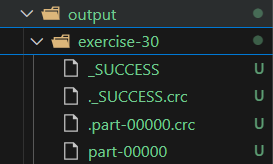 output
exercise-30
_SUCCESS U
._SUCCESS.crc U
.part-00000.crc U
part-00000 U